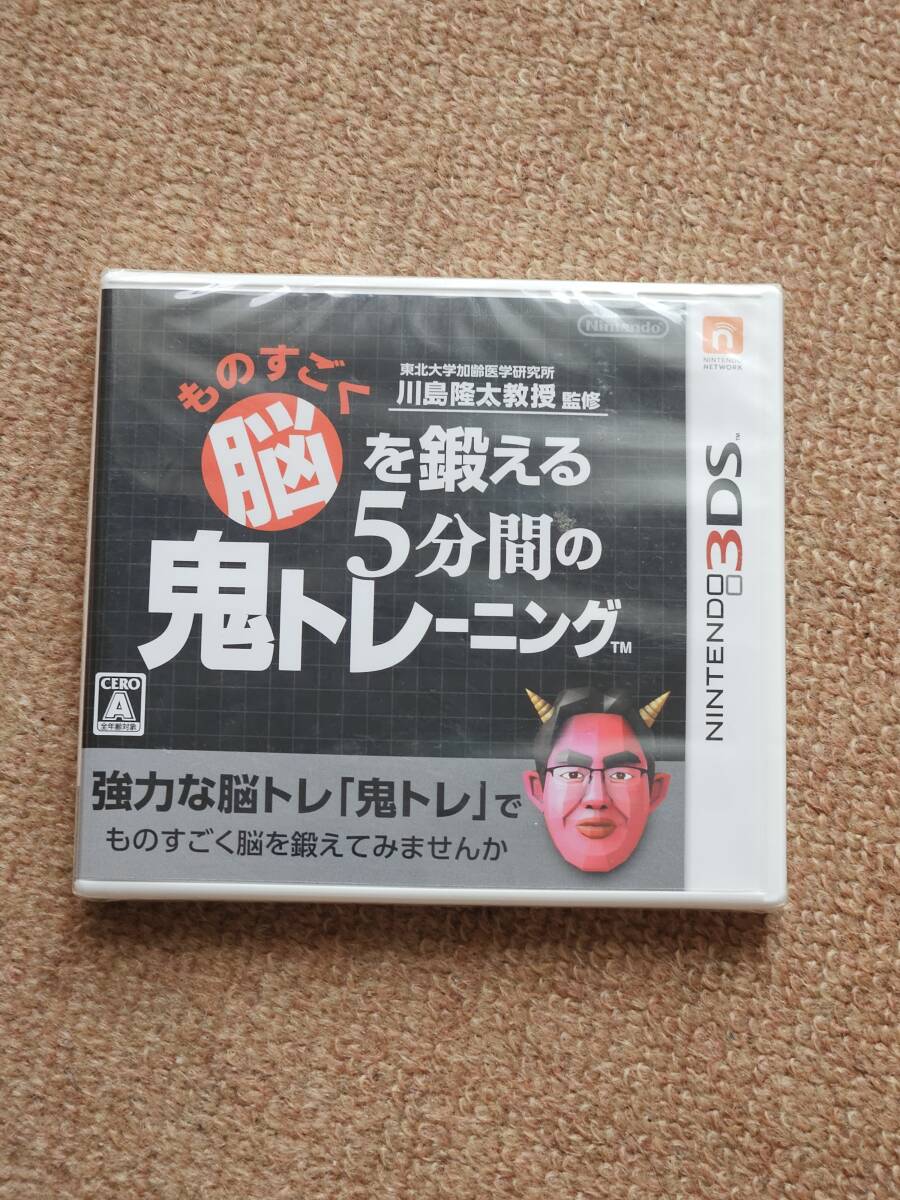 Nintendo
NINTENDO
NETWORK
ものすごく
東北大学加齢医学研究所
川島隆太教授 監修
脳を鍛える
5分間の
鬼トレーニング™
NINTENDO3DS™
CERO
A
全年齢対象
強力な脳トレ「鬼トレ」で
ものすごく脳を鍛えてみませんか